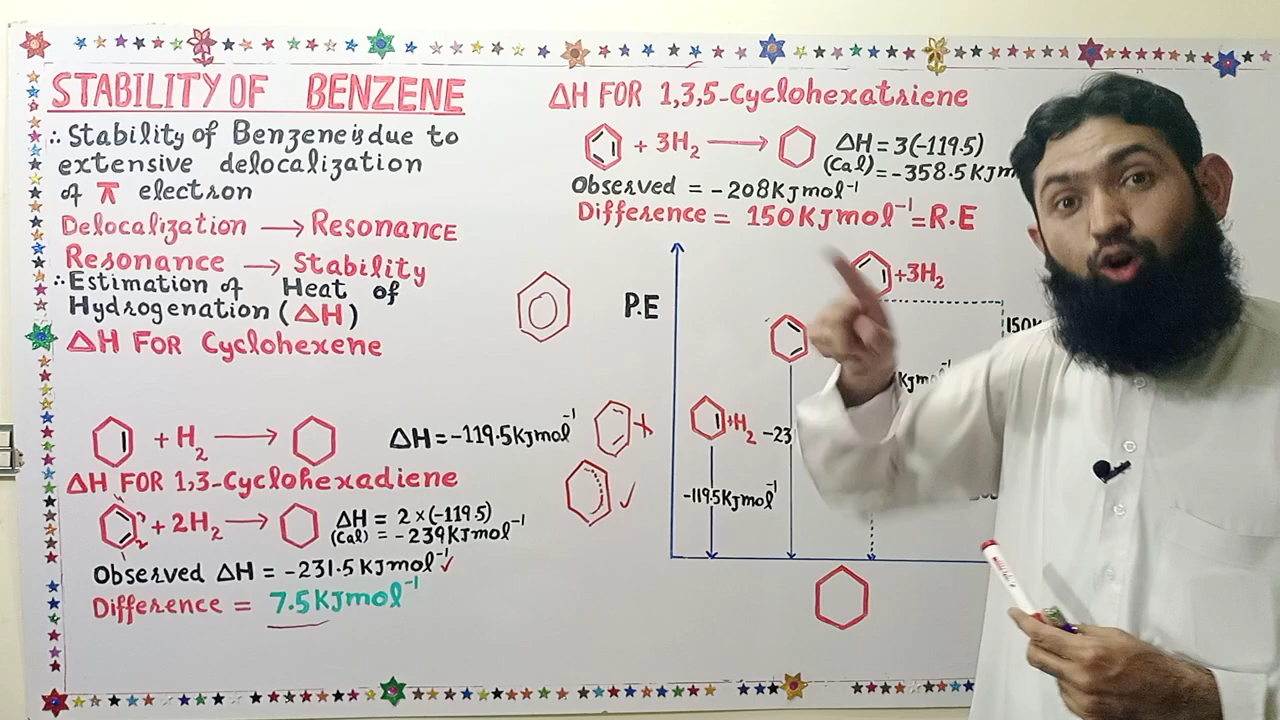 STABILITY OF BENZENE
∴ Stability of Benzene is due to
extensive delocalization
of π electron
Delocalization → Resonance
Resonance → Stability
∴ Estimation of Heat of
Hydrogenation (ΔH)
ΔH FOR Cyclohexene
+ H₂ → ΔH = -119.5 KJmol⁻¹
ΔH FOR 1,3-Cyclohexadiene
+ 2H₂ → ΔH = 2 × (-119.5)
(Cal) = -239 KJmol⁻¹
Observed ΔH = -231.5 KJmol⁻¹ ✓
Difference = 7.5 KJmol⁻¹
ΔH FOR 1,3,5-Cyclohexatriene
+ 3H₂ → ΔH = 3(-119.5)
(Cal) = -358.5 KJm
Observed = -208 KJmol⁻¹
Difference = 150 KJmol⁻¹ = R.E
P.E
+3H₂
150K
+H₂
-23
-119.5 KJmol⁻¹